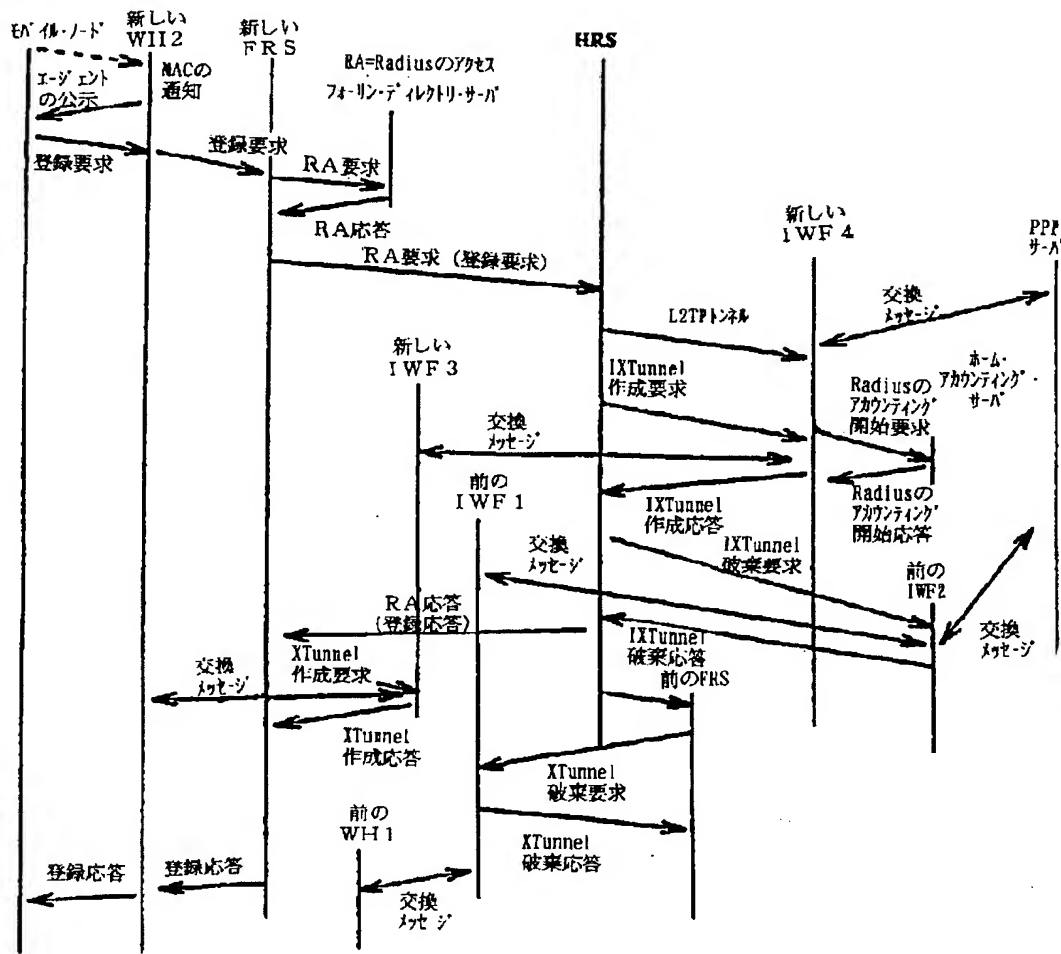 モバイル・ノード
新しい
WH2
新しい
FRS
HRS
RA=Radiusのアクセス
フォーリン・ディレクトリ・サーバ
エージェント
の公示
MACの
通知
登録要求
登録要求
RA要求
RA応答
RA要求（登録要求）
新しい
IWF4
PPP
サーバ
交換
メッセージ
L2TPトンネル
新しい
IWF3
IXTunnel
作成要求
ホーム・
アカウンティング・
サーバ
Radiusの
アカウンティング
開始要求
交換
メッセージ
前の
IWF1
IXTunnel
作成応答
Radiusの
アカウンティング
開始応答
交換
メッセージ
IXTunnel
破棄要求
前の
IWF2
RA応答
（登録応答）
IXTunnel
破棄応答
交換
メッセージ
交換
メッセージ
XTunnel
作成要求
前のFRS
XTunnel
作成応答
XTunnel
破棄要求
前の
WH1
XTunnel
破棄応答
登録応答
登録応答
交換
メッセージ